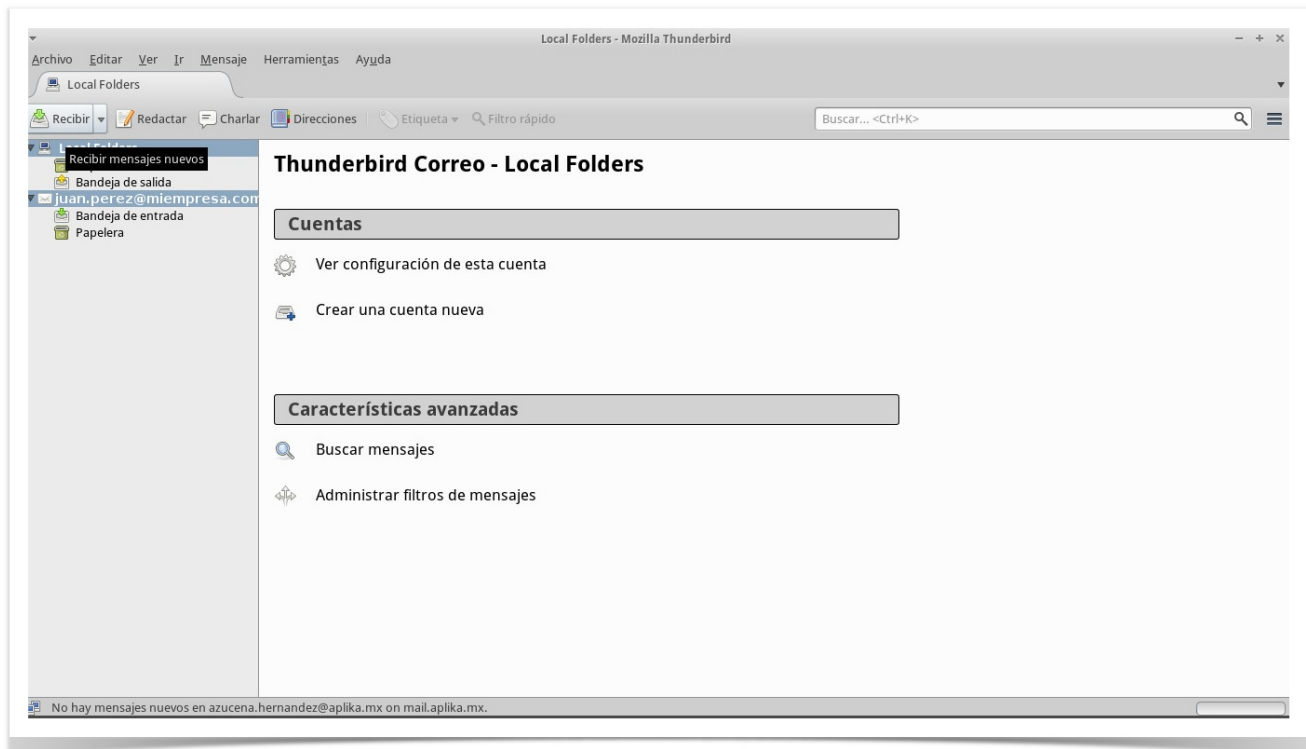 Local Folders - Mozilla Thunderbird
Archivo Editar Ver Ir Mensaje Herramientas Ayuda
Local Folders
Recibir Redactar Charlar Direcciones Etiqueta Filtro rápido Buscar... <Ctrl+K>
Recibir mensajes nuevos
Bandeja de salida
juan.perez@miempresa.com
Bandeja de entrada
Papelera
Thunderbird Correo - Local Folders
Cuentas
Ver configuración de esta cuenta
Crear una cuenta nueva
Características avanzadas
Buscar mensajes
Administrar filtros de mensajes
No hay mensajes nuevos en azucena.hernandez@aplika.mx on mail.aplika.mx.